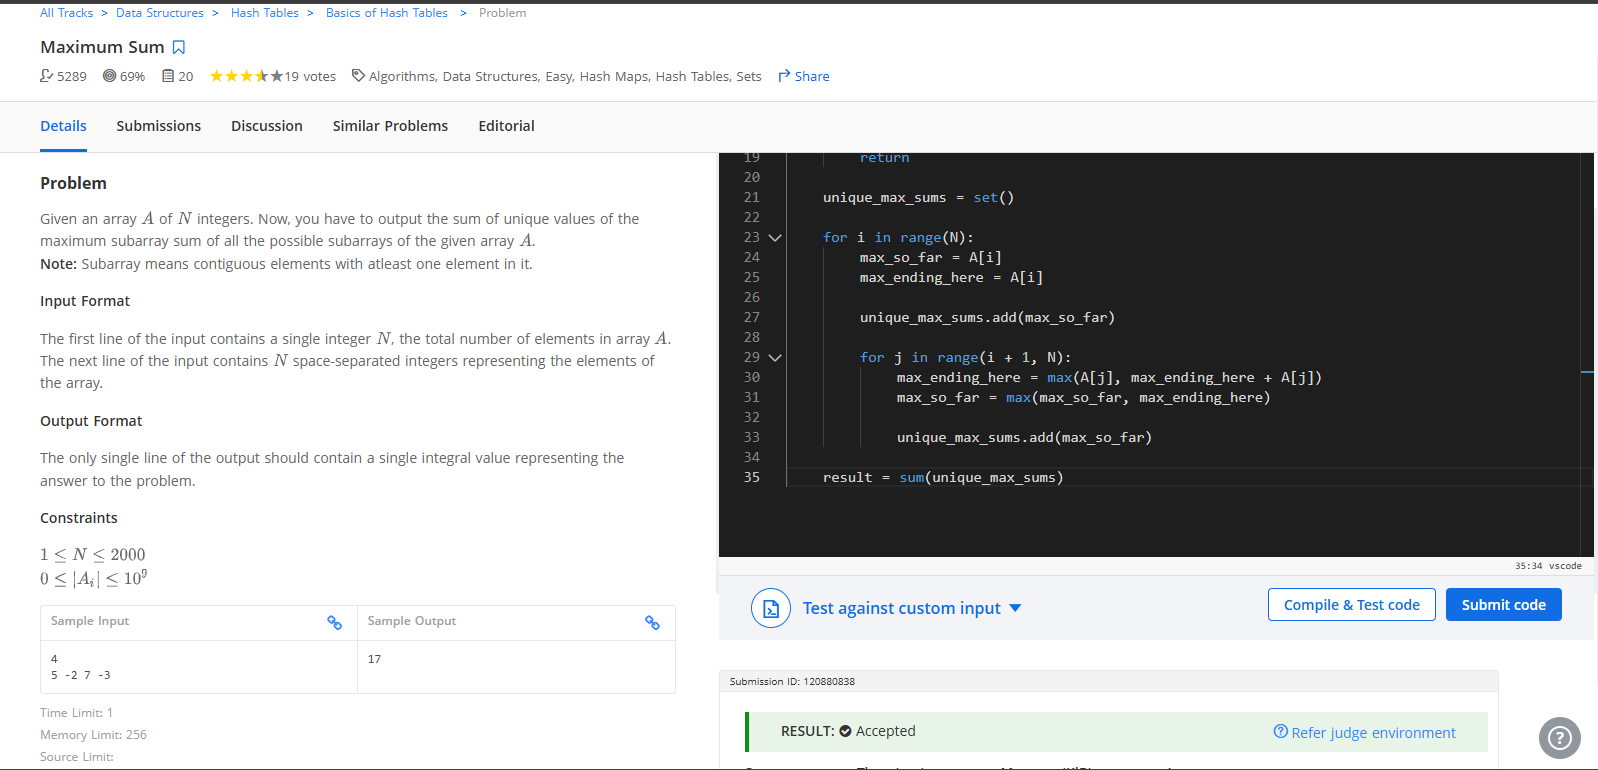 All Tracks > Data Structures > Hash Tables > Basics of Hash Tables > Problem
Maximum Sum
5289 69% 20 19 votes Algorithms, Data Structures, Easy, Hash Maps, Hash Tables, Sets Share
Details Submissions Discussion Similar Problems Editorial
Problem
Given an array A of N integers. Now, you have to output the sum of unique values of the
maximum subarray sum of all the possible subarrays of the given array A.
Note: Subarray means contiguous elements with atleast one element in it.
Input Format
The first line of the input contains a single integer N, the total number of elements in array A.
The next line of the input contains N space-separated integers representing the elements of
the array.
Output Format
The only single line of the output should contain a single integral value representing the
answer to the problem.
Constraints
1 ≤ N ≤ 2000
0 ≤ |Aᵢ| ≤ 10⁹
Sample Input Sample Output
4 17
5 -2 7 -3
Time Limit: 1
Memory Limit: 256
Source Limit:
19 return
20
21 unique_max_sums = set()
22
23 for i in range(N):
24 max_so_far = A[i]
25 max_ending_here = A[i]
26
27 unique_max_sums.add(max_so_far)
28
29 for j in range(i + 1, N):
30 max_ending_here = max(A[j], max_ending_here + A[j])
31 max_so_far = max(max_so_far, max_ending_here)
32
33 unique_max_sums.add(max_so_far)
34
35 result = sum(unique_max_sums)
35:34 vscode
Test against custom input Compile & Test code Submit code
Submission ID: 120880838
RESULT: Accepted Refer judge environment
?